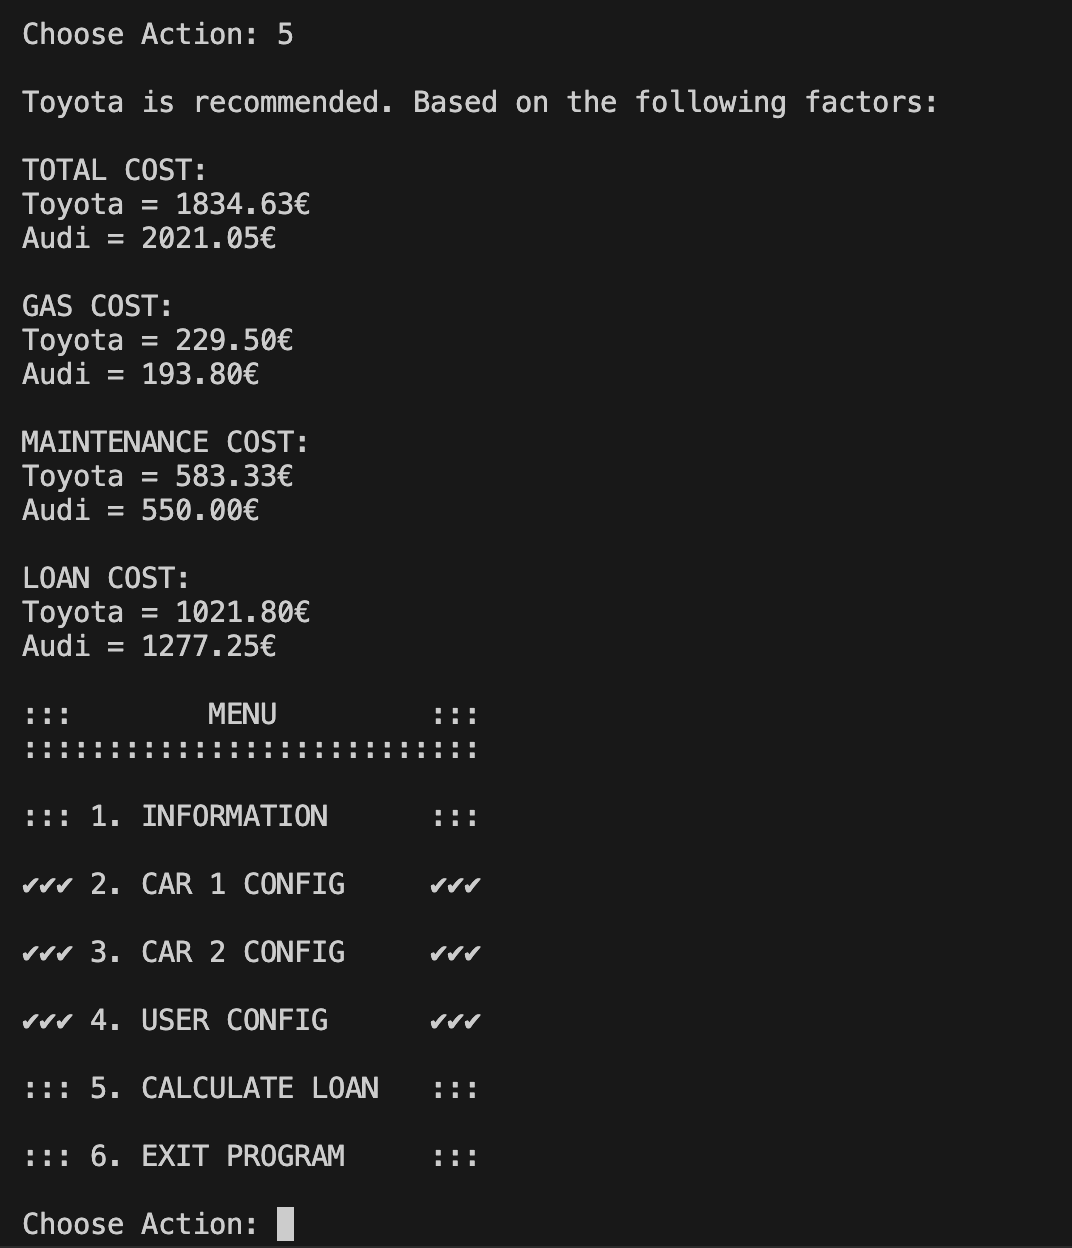 Choose Action: 5
Toyota is recommended. Based on the following factors:
TOTAL COST:
Toyota = 1834.63€
Audi = 2021.05€
GAS COST:
Toyota = 229.50€
Audi = 193.80€
MAINTENANCE COST:
Toyota = 583.33€
Audi = 550.00€
LOAN COST:
Toyota = 1021.80€
Audi = 1277.25€
:::        MENU         :::
:::::::::::::::::::::::::::
::: 1. INFORMATION      :::
✔✔✔ 2. CAR 1 CONFIG     ✔✔✔
✔✔✔ 3. CAR 2 CONFIG     ✔✔✔
✔✔✔ 4. USER CONFIG      ✔✔✔
::: 5. CALCULATE LOAN   :::
::: 6. EXIT PROGRAM     :::
Choose Action: